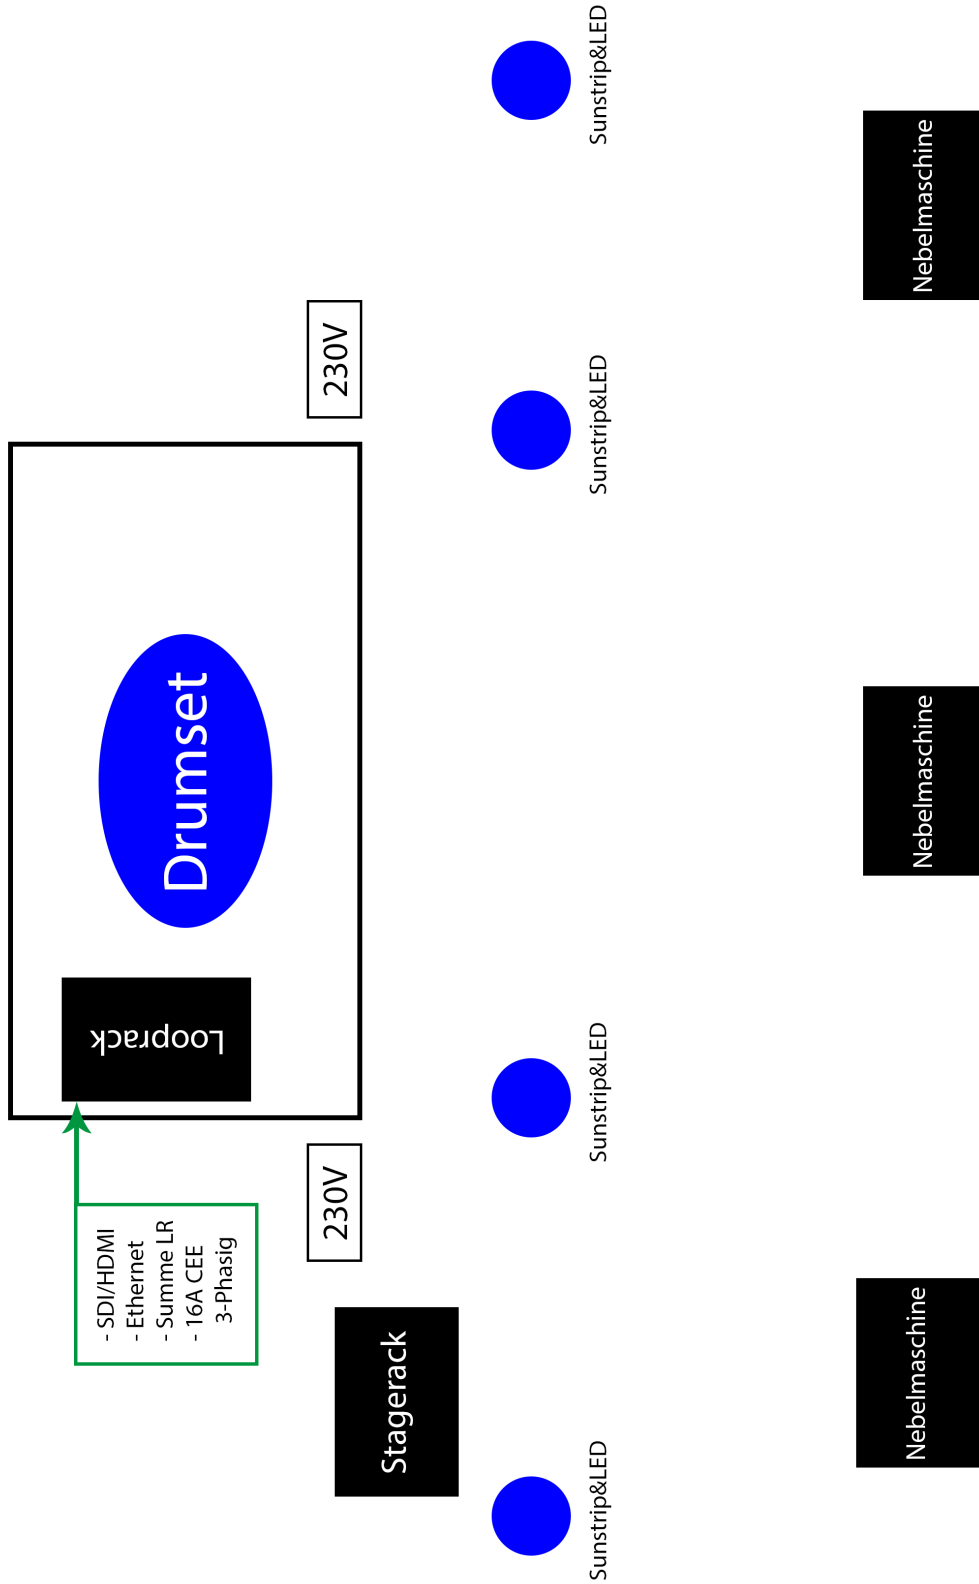 - SDI/HDMI
- Ethernet
- Summe LR
- 16A CEE
3-Phasig
Looprack
Drumset
230V
230V
Stagerack
Sunstrip&LED
Sunstrip&LED
Sunstrip&LED
Sunstrip&LED
Nebelmaschine
Nebelmaschine
Nebelmaschine